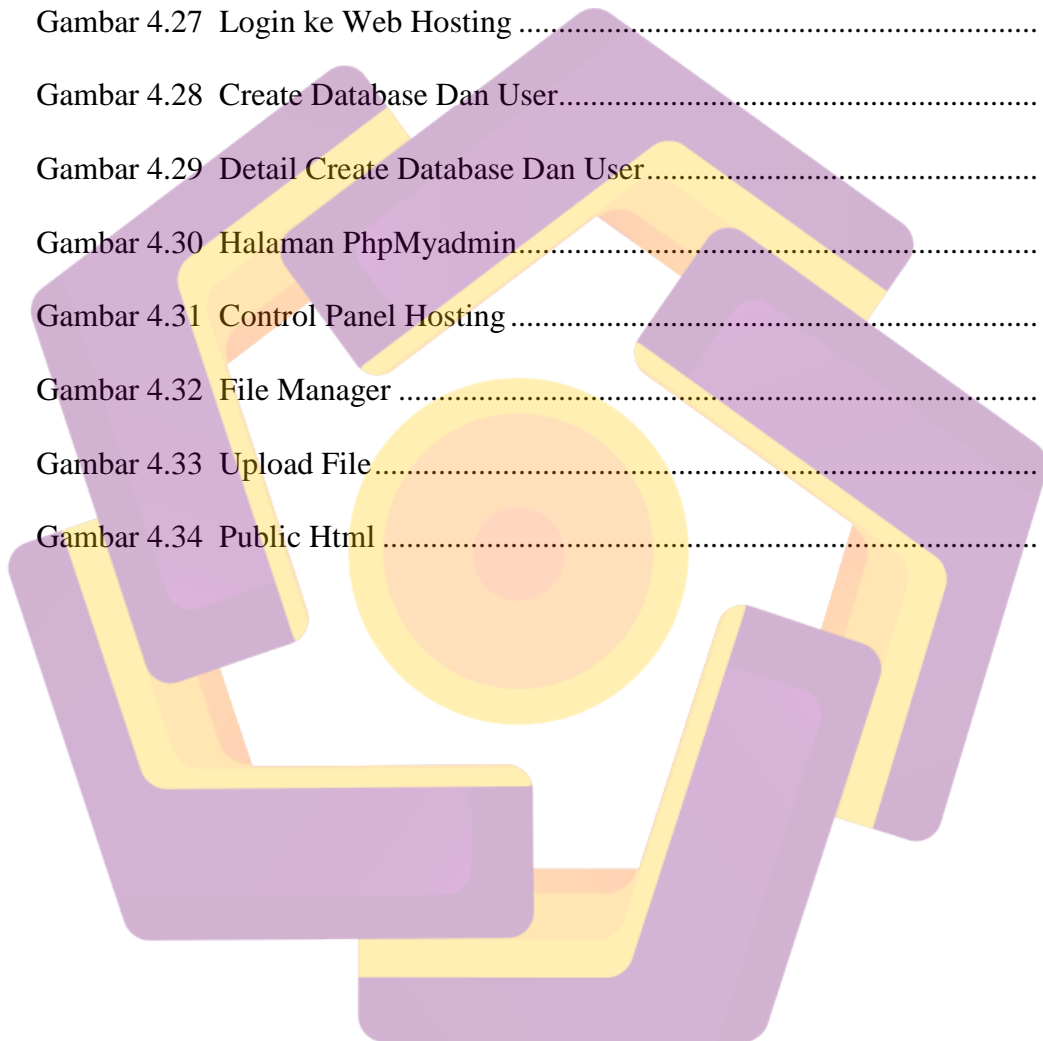 Gambar 4.27  Login ke Web Hosting ..........................................................................
Gambar 4.28  Create Database Dan User.....................................................................
Gambar 4.29  Detail Create Database Dan User........................................................
Gambar 4.30  Halaman PhpMyadmin..........................................................................
Gambar 4.31  Control Panel Hosting ...........................................................................
Gambar 4.32  File Manager ..........................................................................................
Gambar 4.33  Upload File.............................................................................................
Gambar 4.34  Public Html ............................................................................................